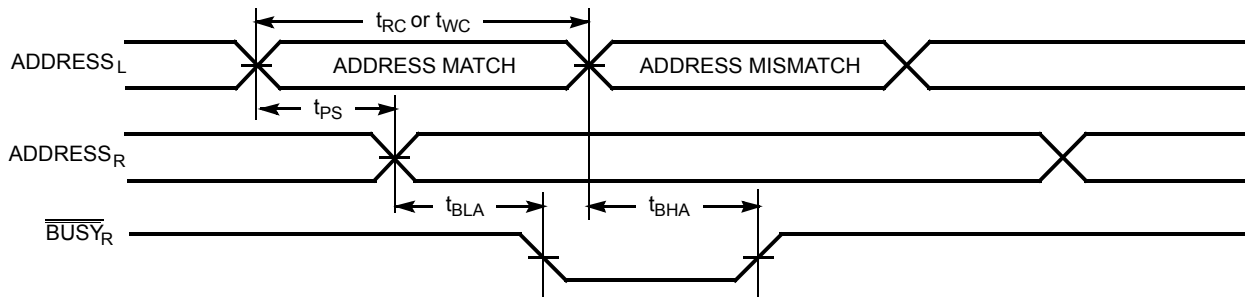 tRC or tWC
ADDRESSL
ADDRESS MATCH
ADDRESS MISMATCH
tPS
ADDRESSR
tBLA
tBHA
BUSYR